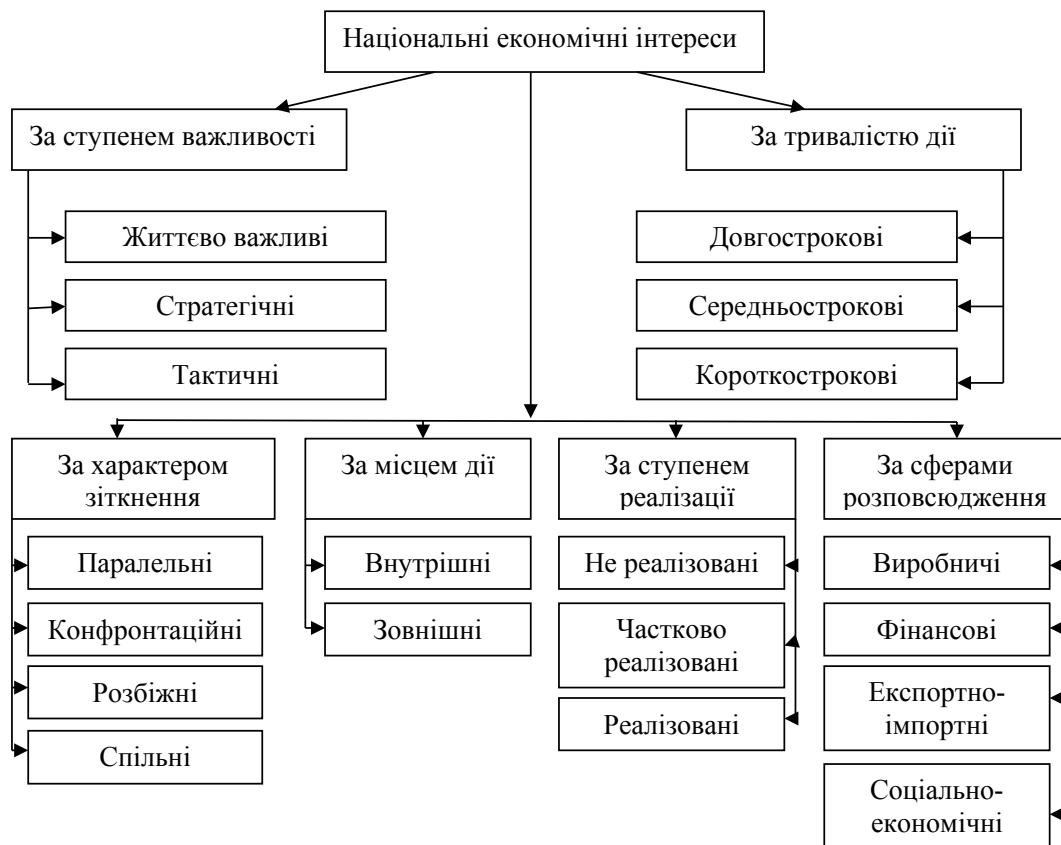 Національні економічні інтереси
За ступенем важливості
За тривалістю дії
Життєво важливі
Стратегічні
Тактичні
Довгострокові
Середньострокові
Короткострокові
За характером
зіткнення
Паралельні
Конфронтаційні
Розбіжні
Спільні
За місцем дії
Внутрішні
Зовнішні
За ступенем
реалізації
Не реалізовані
Частково
реалізовані
Реалізовані
За сферами
розповсюдження
Виробничі
Фінансові
Експортно-
імпортні
Соціально-
економічні